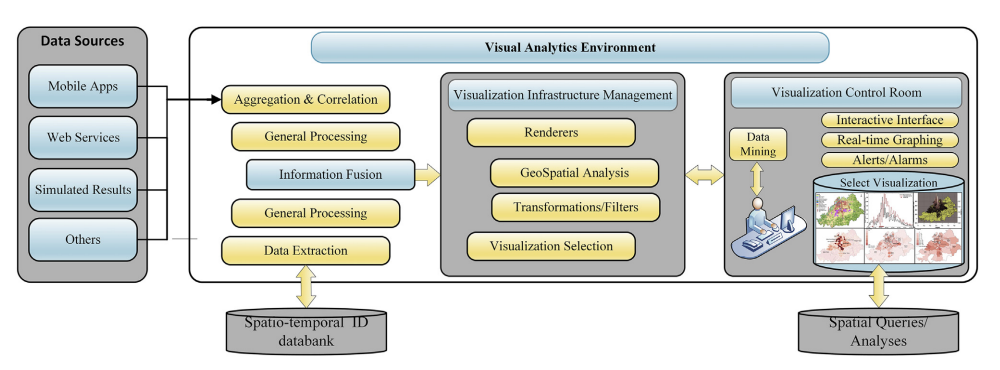 Data Sources
Mobile Apps
Web Services
Simulated Results
Others
Visual Analytics Environment
Aggregation & Correlation
General Processing
Information Fusion
General Processing
Data Extraction
Spatio-temporal ID
databank
Visualization Infrastructure Management
Renderers
GeoSpatial Analysis
Transformations/Filters
Visualization Selection
Visualization Control Room
Data
Mining
Interactive Interface
Real-time Graphing
Alerts/Alarms
Select Visualization
Spatial Queries/
Analyses